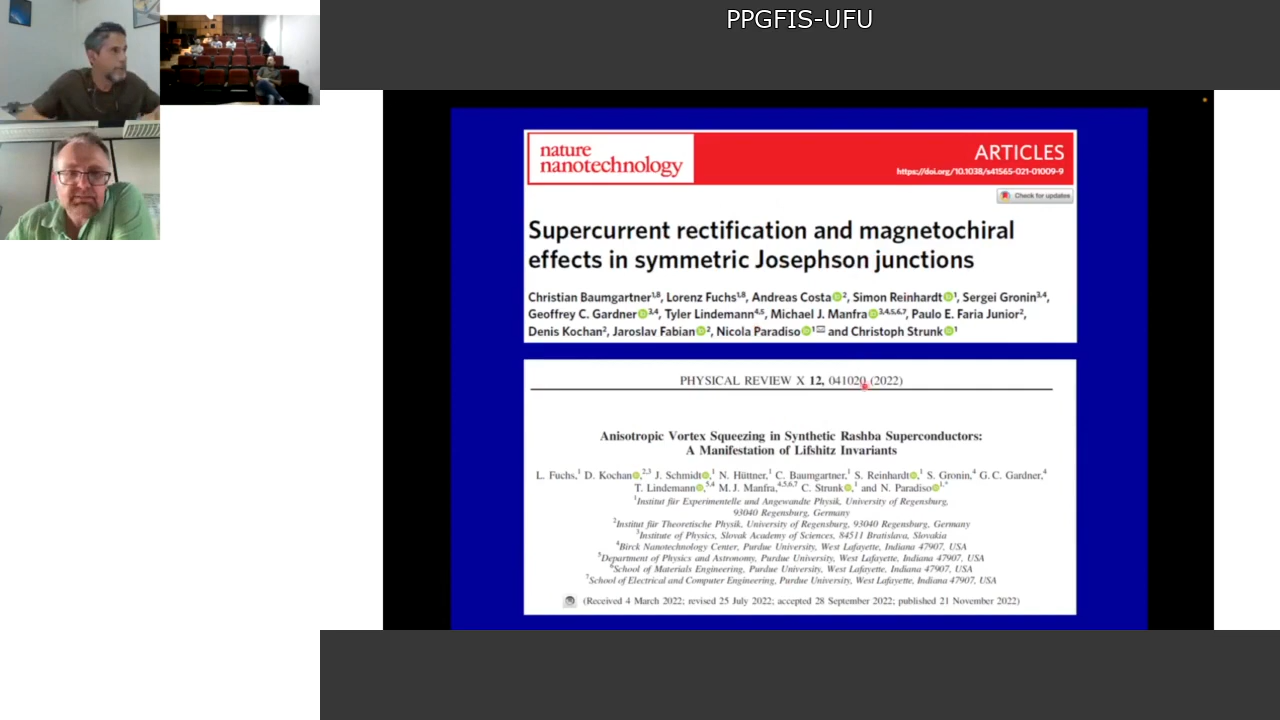 PPGFIS-UFU
nature
nanotechnology
ARTICLES
https://doi.org/10.1038/s41565-021-01009-9
Check for updates
Supercurrent rectification and magnetochiral
effects in symmetric Josephson junctions
Christian Baumgartner1,8, Lorenz Fuchs1,8, Andreas Costa2, Simon Reinhardt1, Sergei Gronin3,4,
Geoffrey C. Gardner3,4, Tyler Lindemann4,5, Michael J. Manfra3,4,5,6,7, Paulo E. Faria Junior2,
Denis Kochan2, Jaroslav Fabian2, Nicola Paradiso1 and Christoph Strunk1
PHYSICAL REVIEW X 12, 041020 (2022)
Anisotropic Vortex Squeezing in Synthetic Rashba Superconductors:
A Manifestation of Lifshitz Invariants
L. Fuchs,1 D. Kochan,2,3 J. Schmidt,1 N. Hüttner,1 C. Baumgartner,1 S. Reinhardt,1 S. Gronin,4 G. C. Gardner,4
T. Lindemann,5,4 M. J. Manfra,4,5,6,7 C. Strunk,1 and N. Paradiso1,*
1Institut für Experimentelle und Angewandte Physik, University of Regensburg,
93040 Regensburg, Germany
2Institut für Theoretische Physik, University of Regensburg, 93040 Regensburg, Germany
3Institute of Physics, Slovak Academy of Sciences, 84511 Bratislava, Slovakia
4Birck Nanotechnology Center, Purdue University, West Lafayette, Indiana 47907, USA
5Department of Physics and Astronomy, Purdue University, West Lafayette, Indiana 47907, USA
6School of Materials Engineering, Purdue University, West Lafayette, Indiana 47907, USA
7School of Electrical and Computer Engineering, Purdue University, West Lafayette, Indiana 47907, USA
(Received 4 March 2022; revised 25 July 2022; accepted 28 September 2022; published 21 November 2022)